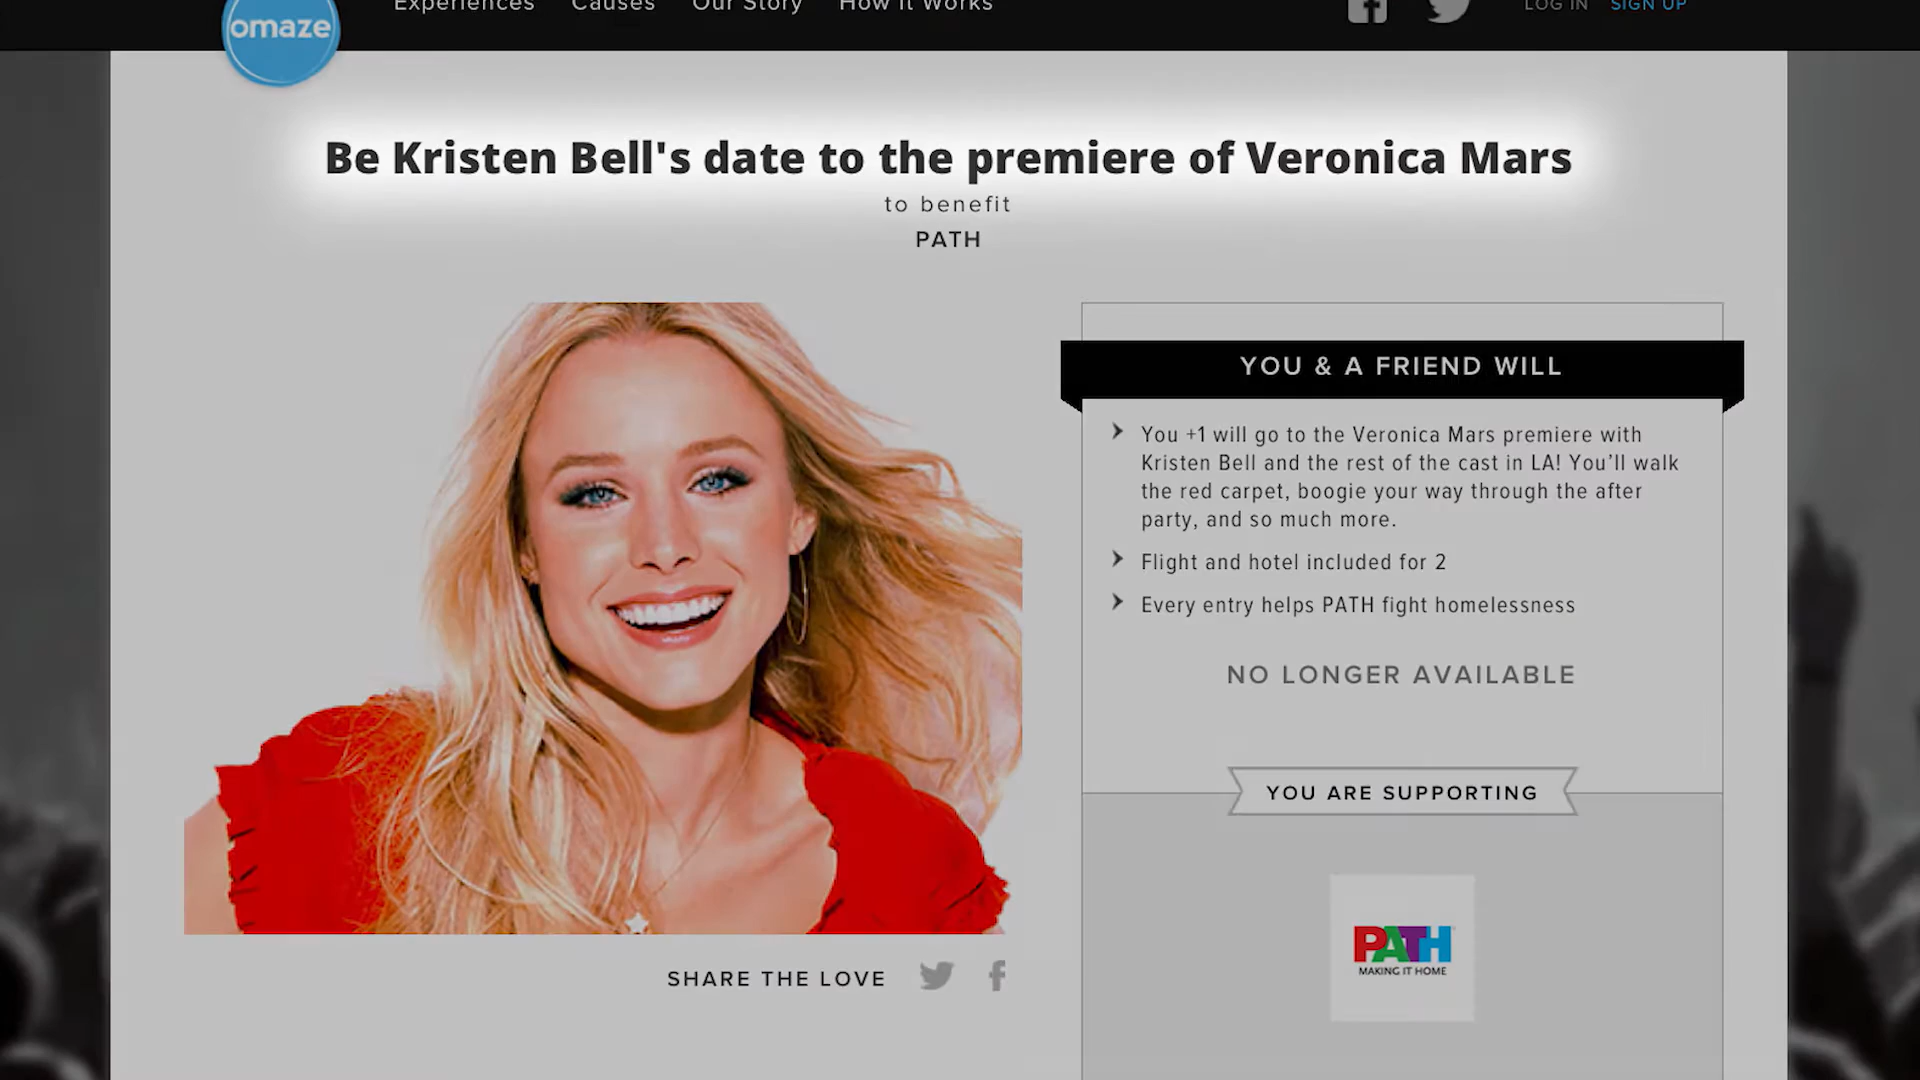 Experiences Causes Our Story How It Works
LOG IN SIGN UP
omaze
Be Kristen Bell's date to the premiere of Veronica Mars
to benefit
PATH
YOU & A FRIEND WILL
You +1 will go to the Veronica Mars premiere with
Kristen Bell and the rest of the cast in LA! You’ll walk
the red carpet, boogie your way through the after
party, and so much more.
Flight and hotel included for 2
Every entry helps PATH fight homelessness
NO LONGER AVAILABLE
YOU ARE SUPPORTING
PATH
MAKING IT HOME
SHARE THE LOVE